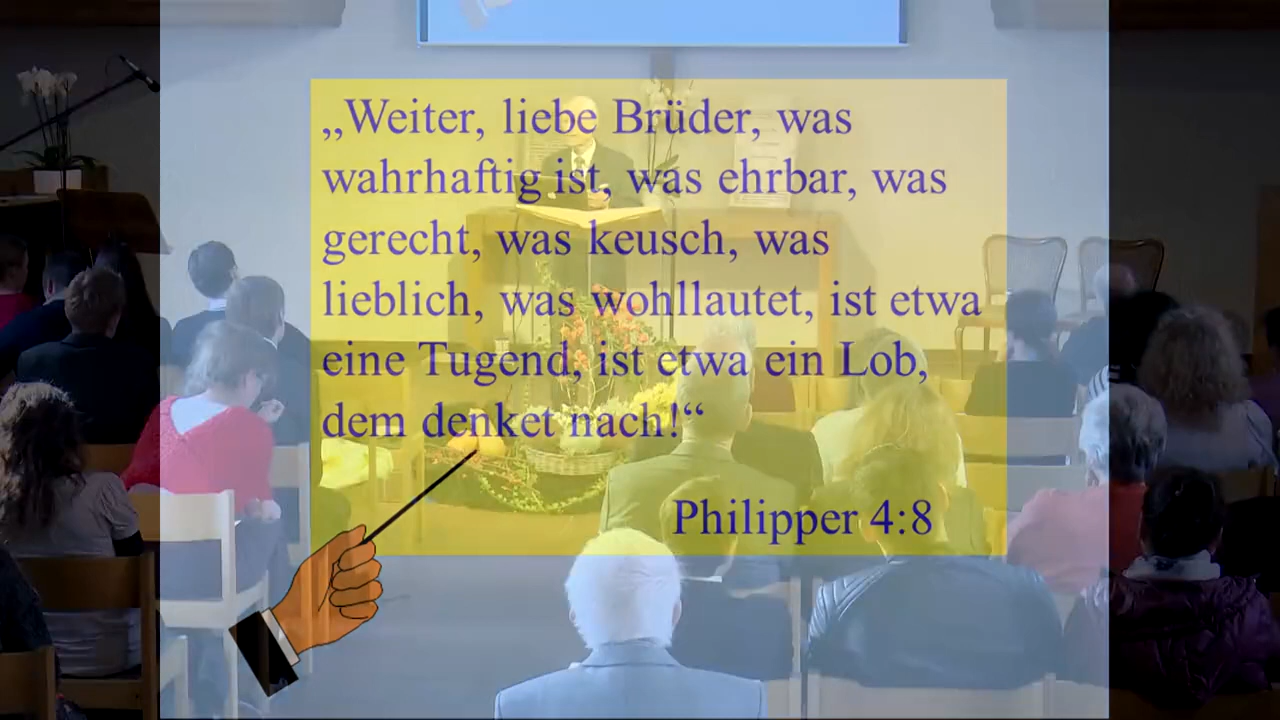 „Weiter, liebe Brüder, was
wahrhaftig ist, was ehrbar, was
gerecht, was keusch, was
lieblich, was wohllautet, ist etwa
eine Tugend, ist etwa ein Lob,
dem denket nach!“
Philipper 4:8